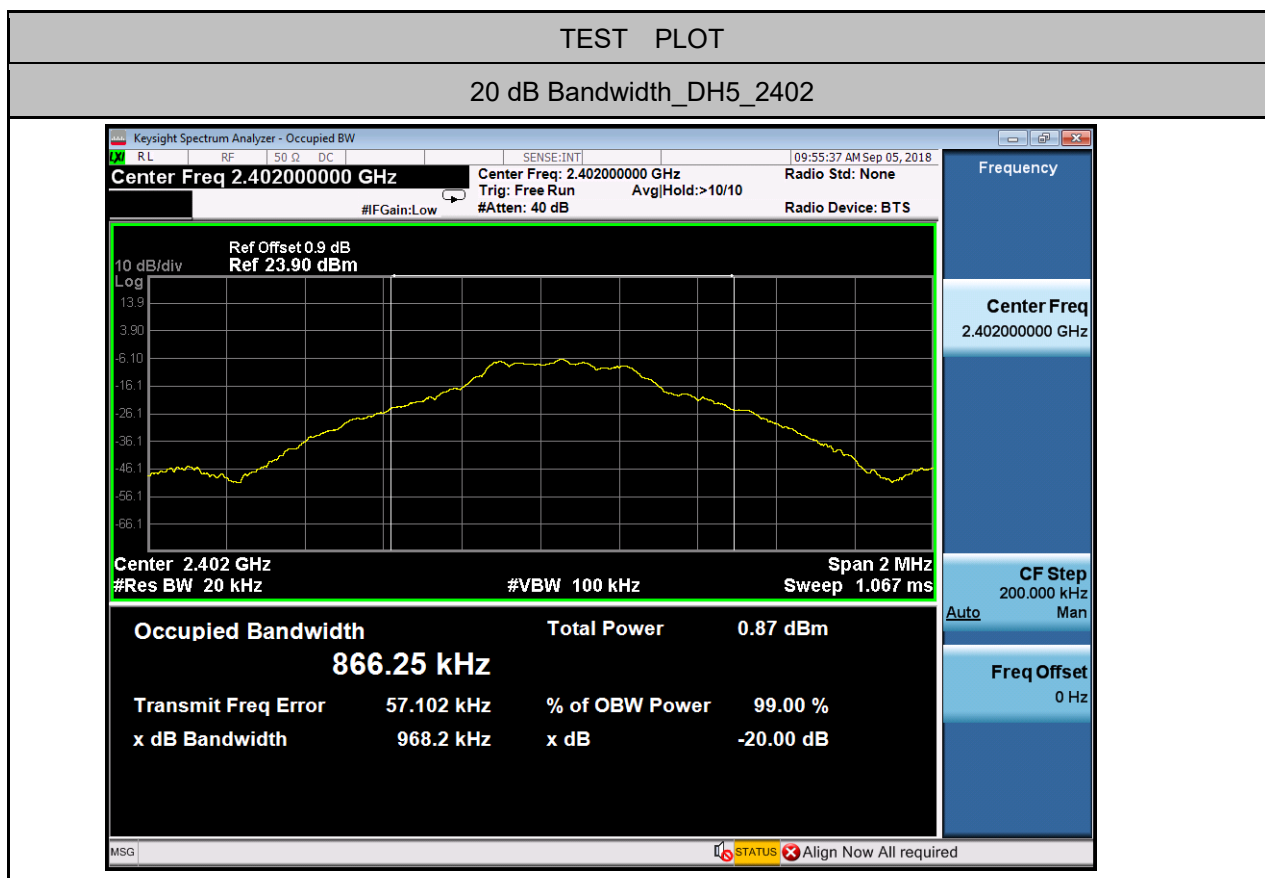 TEST PLOT
20 dB Bandwidth_DH5_2402
Keysight Spectrum Analyzer - Occupied BW
LXI RL RF 50 Ω DC SENSE:INT 09:55:37 AM Sep 05, 2018
Center Freq 2.402000000 GHz
Center Freq: 2.402000000 GHz Radio Std: None
Trig: Free Run Avg|Hold:>10/10
#IFGain:Low #Atten: 40 dB Radio Device: BTS
Ref Offset 0.9 dB
10 dB/div Ref 23.90 dBm
Log
13.9
3.90
-6.10
-16.1
-26.1
-36.1
-46.1
-56.1
-66.1
Center 2.402 GHz Span 2 MHz
#Res BW 20 kHz #VBW 100 kHz Sweep 1.067 ms
Occupied Bandwidth Total Power 0.87 dBm
866.25 kHz
Transmit Freq Error 57.102 kHz % of OBW Power 99.00 %
x dB Bandwidth 968.2 kHz x dB -20.00 dB
Frequency
Center Freq
2.402000000 GHz
CF Step
200.000 kHz
Auto Man
Freq Offset
0 Hz
MSG STATUS Align Now All required